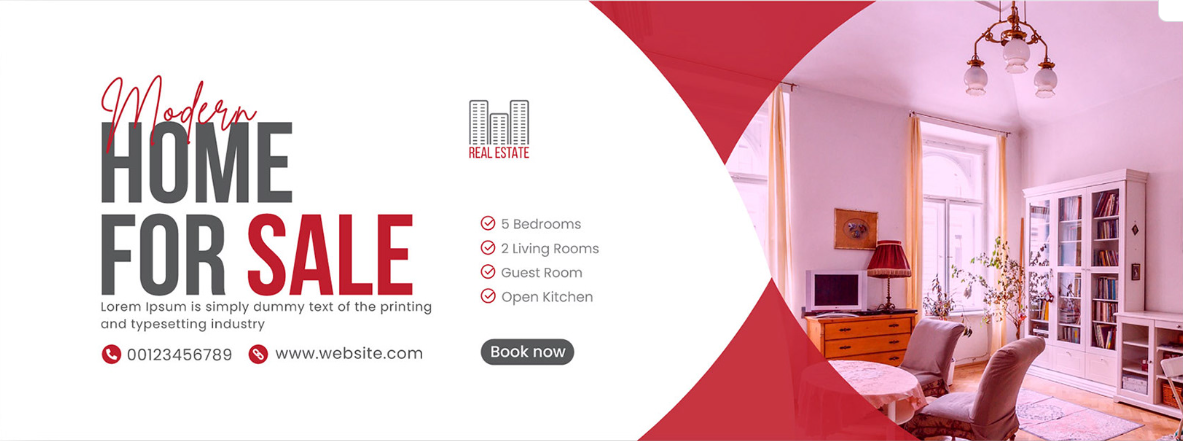 Modern
HOME
FOR SALE
Lorem Ipsum is simply dummy text of the printing
and typesetting industry
00123456789 www.website.com
REAL ESTATE
5 Bedrooms
2 Living Rooms
Guest Room
Open Kitchen
Book now